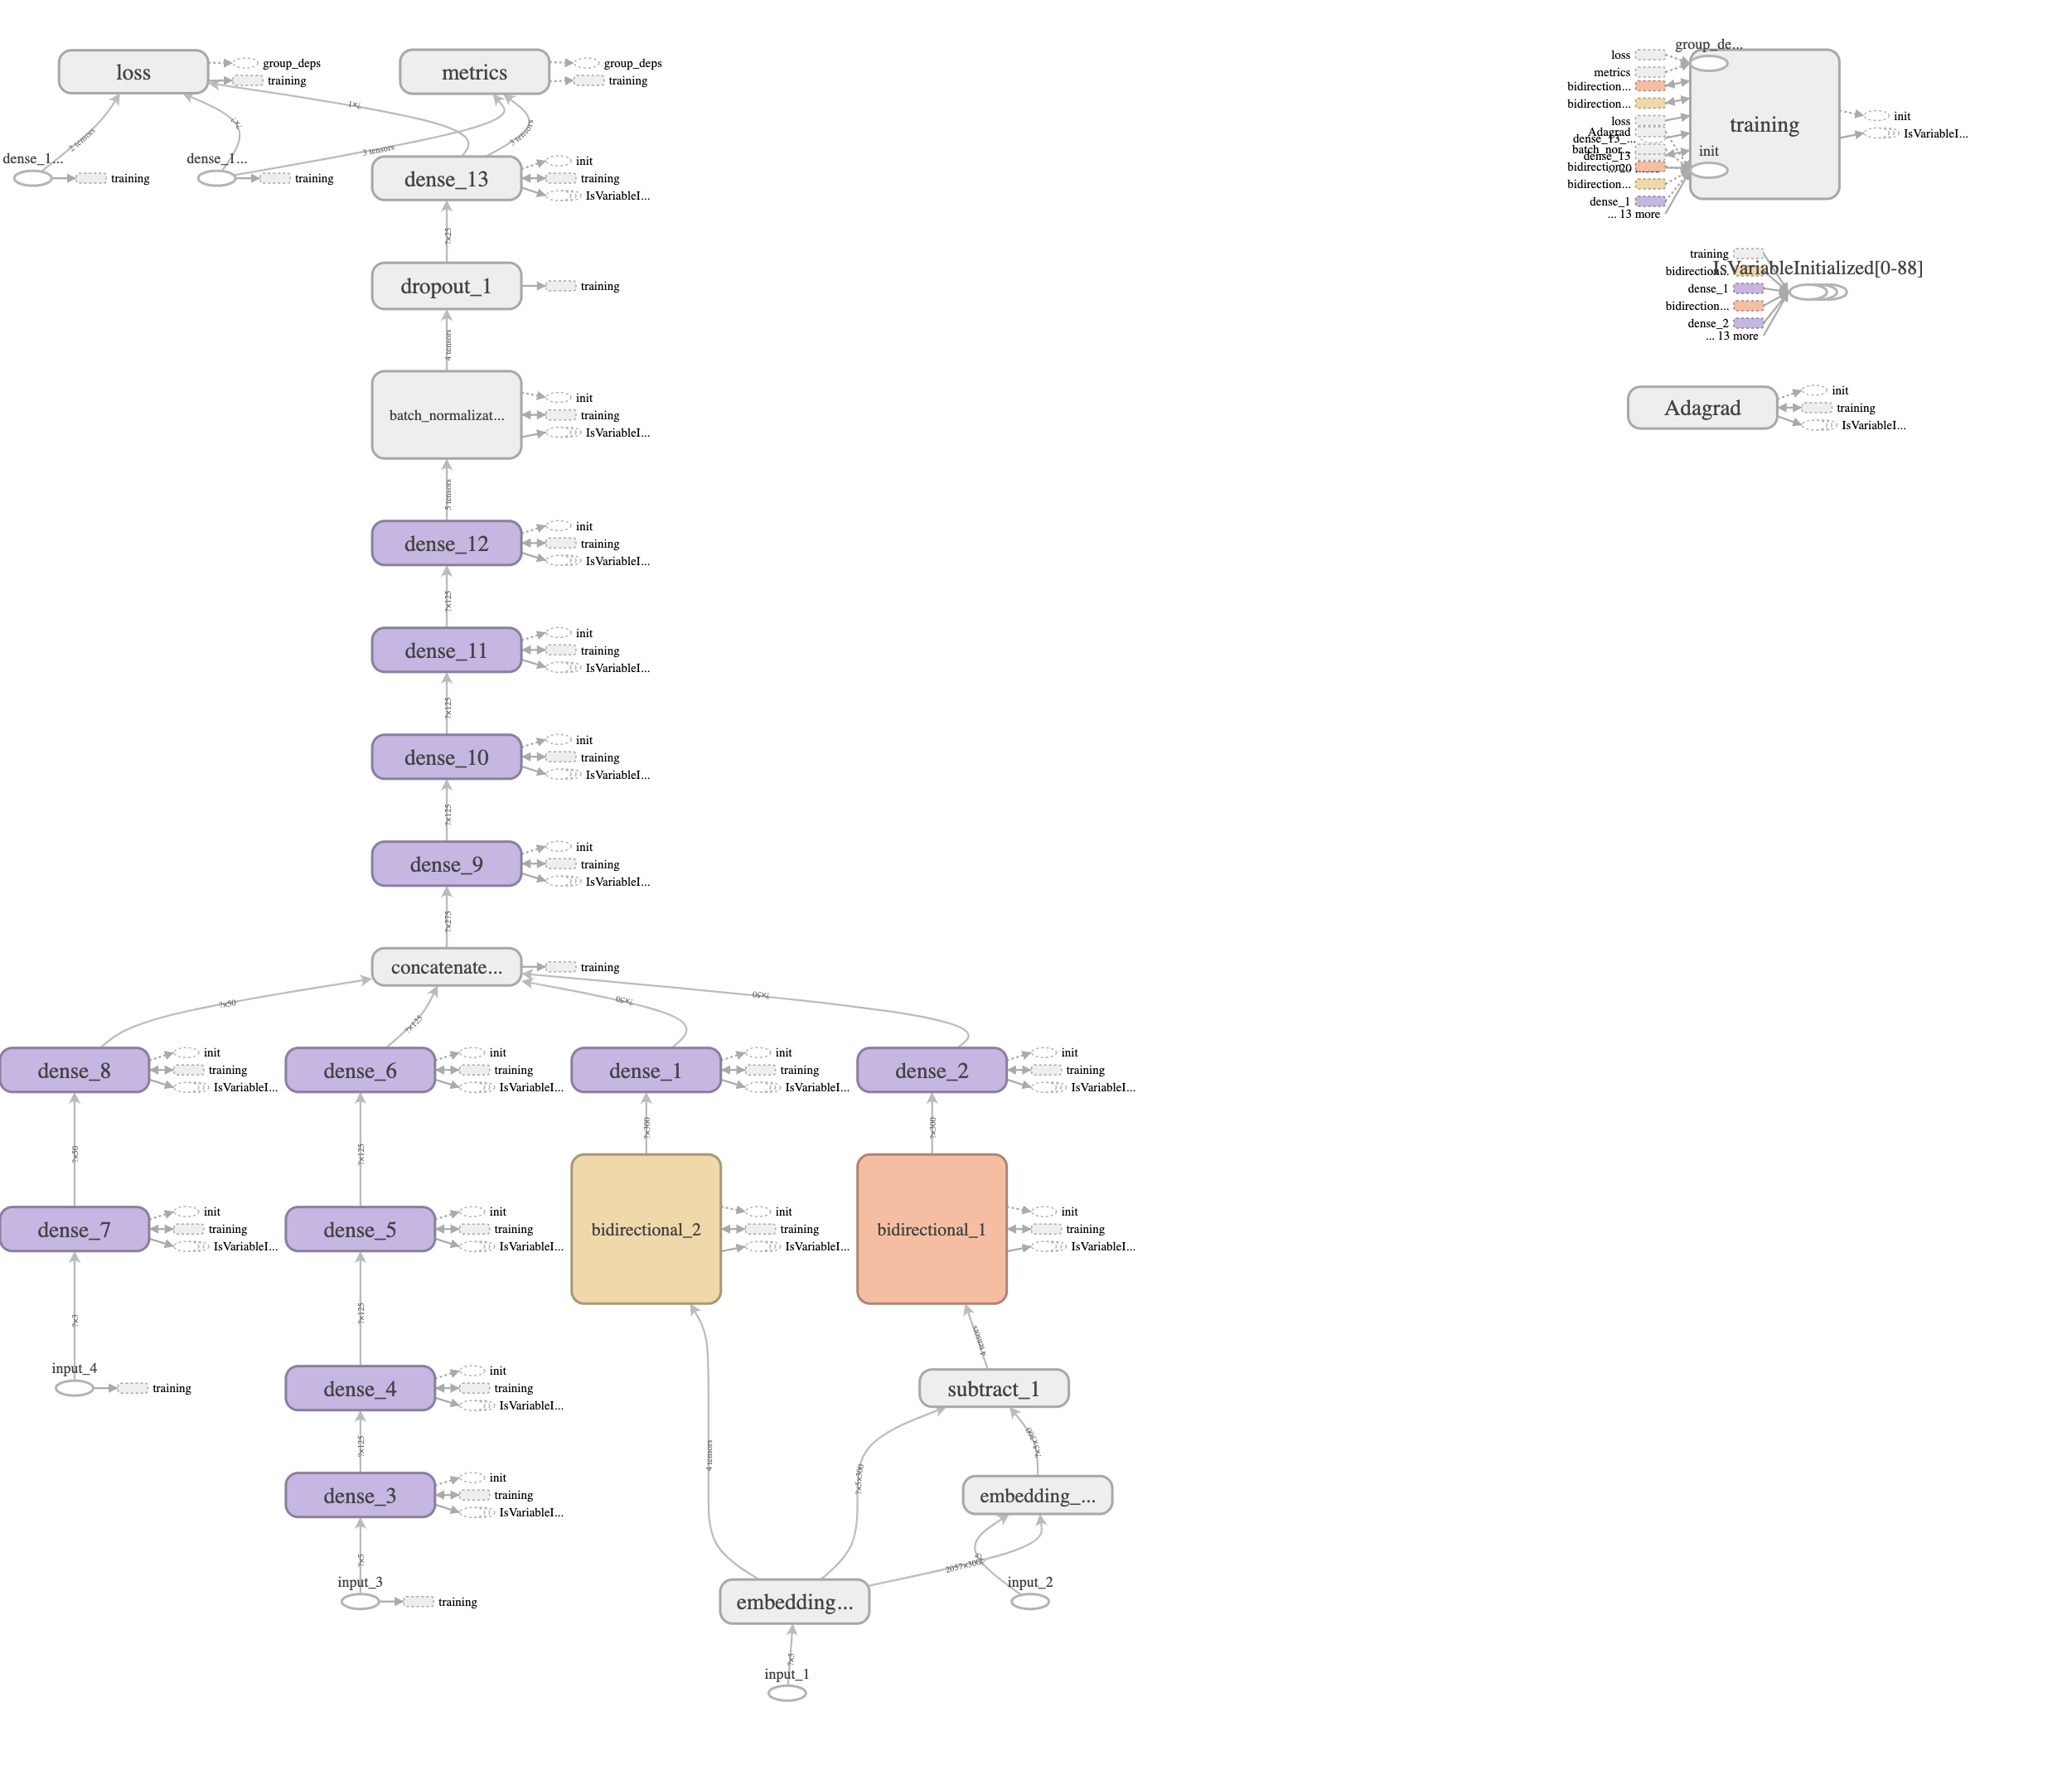 loss
group_deps
training
metrics
group_deps
training
?x1
2 tensors
3 tensors
3 tensors
dense_1...
training
dense_1...
training
dense_13
init
training
IsVariableI...
?x25
dropout_1
training
4 tensors
batch_normalizat...
init
training
IsVariableI...
5 tensors
dense_12
init
training
IsVariableI...
?x125
dense_11
init
training
IsVariableI...
?x125
dense_10
init
training
IsVariableI...
?x125
dense_9
init
training
IsVariableI...
?x275
concatenate...
training
?x50
?x125
?x50
?x50
dense_8
init
training
IsVariableI...
dense_6
init
training
IsVariableI...
dense_1
init
training
IsVariableI...
dense_2
init
training
IsVariableI...
?x50
?x125
?x300
?x300
dense_7
init
training
IsVariableI...
dense_5
init
training
IsVariableI...
bidirectional_2
init
training
IsVariableI...
bidirectional_1
init
training
IsVariableI...
?x3
?x125
4 tensors
input_4
training
dense_4
init
training
IsVariableI...
subtract_1
?x125
4 tensors
?x5x300
?x5x300
dense_3
init
training
IsVariableI...
embedding_...
?x5
2057x300
input_3
training
embedding...
input_2
?x5
input_1
group_de...
loss
metrics
bidirection...
bidirection...
loss
Adagrad
dense_13_...
batch_nor...
dense_13
bidirection...
bidirection...
dense_1
... 13 more
training
init
init
IsVariableI...
IsVariableInitialized[0-88]
training
bidirection...
dense_1
bidirection...
dense_2
... 13 more
Adagrad
init
training
IsVariableI...